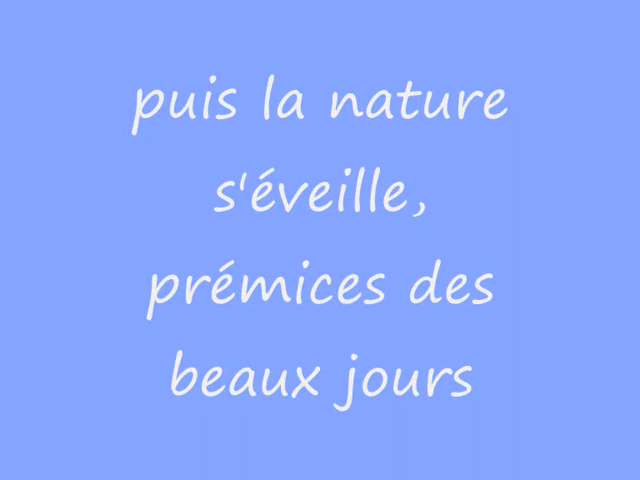 puis la nature
s'éveille,
prémices des
beaux jours